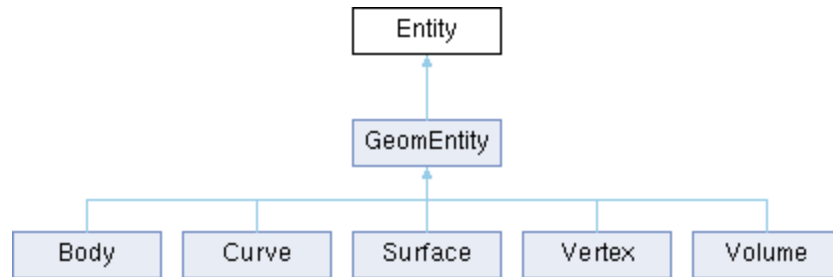 Entity
GeomEntity
Body
Curve
Surface
Vertex
Volume